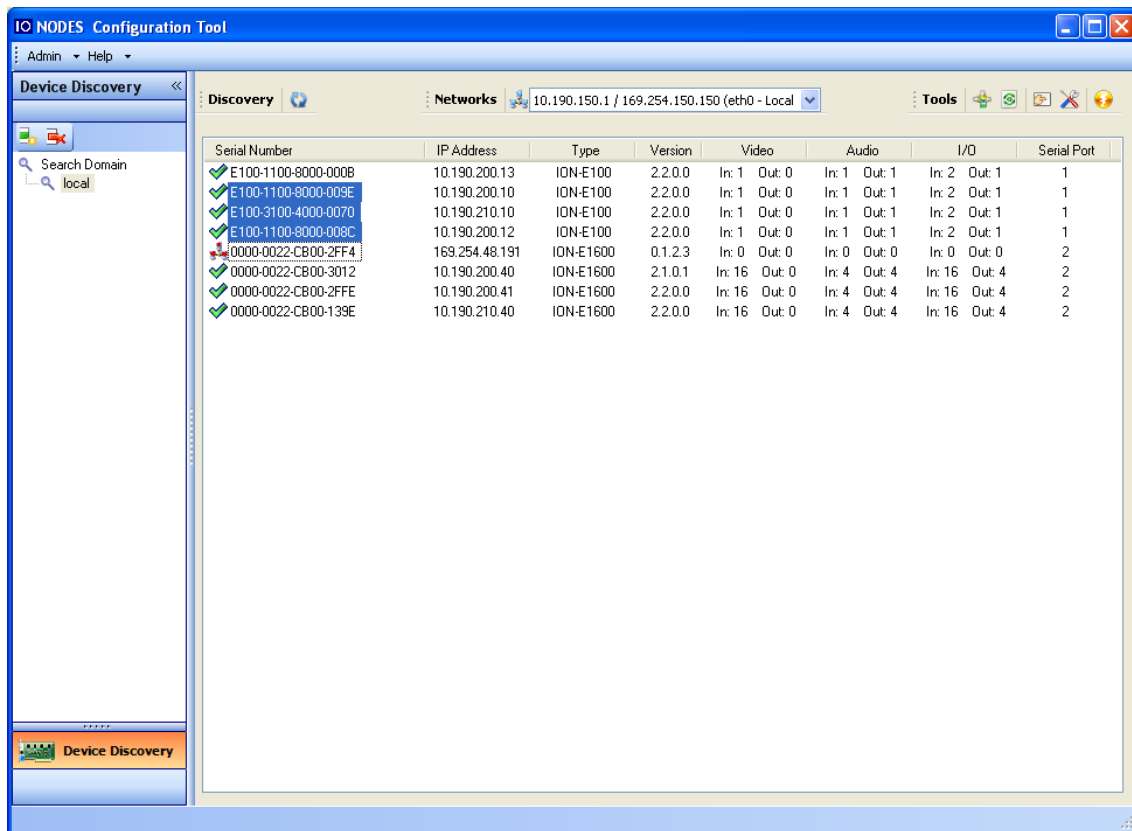 IO NODES Configuration Tool
Admin Help
Device Discovery «
Discovery Networks 10.190.150.1 / 169.254.150.150 (eth0 - Local Tools
Search Domain
local
Serial Number IP Address Type Version Video Audio I/O Serial Port
E100-1100-8000-000B 10.190.200.13 ION-E100 2.2.0.0 In: 1 Out: 0 In: 1 Out: 1 In: 2 Out: 1 1
E100-1100-8000-009E 10.190.200.10 ION-E100 2.2.0.0 In: 1 Out: 0 In: 1 Out: 1 In: 2 Out: 1 1
E100-3100-4000-0070 10.190.210.10 ION-E100 2.2.0.0 In: 1 Out: 0 In: 1 Out: 1 In: 2 Out: 1 1
E100-1100-8000-008C 10.190.200.12 ION-E100 2.2.0.0 In: 1 Out: 0 In: 1 Out: 1 In: 2 Out: 1 1
0000-0022-CB00-2FF4 169.254.48.191 ION-E1600 0.1.2.3 In: 0 Out: 0 In: 0 Out: 0 In: 0 Out: 0 2
0000-0022-CB00-3012 10.190.200.40 ION-E1600 2.1.0.1 In: 16 Out: 0 In: 4 Out: 4 In: 16 Out: 4 2
0000-0022-CB00-2FFE 10.190.200.41 ION-E1600 2.2.0.0 In: 16 Out: 0 In: 4 Out: 4 In: 16 Out: 4 2
0000-0022-CB00-139E 10.190.210.40 ION-E1600 2.2.0.0 In: 16 Out: 0 In: 4 Out: 4 In: 16 Out: 4 2
Device Discovery